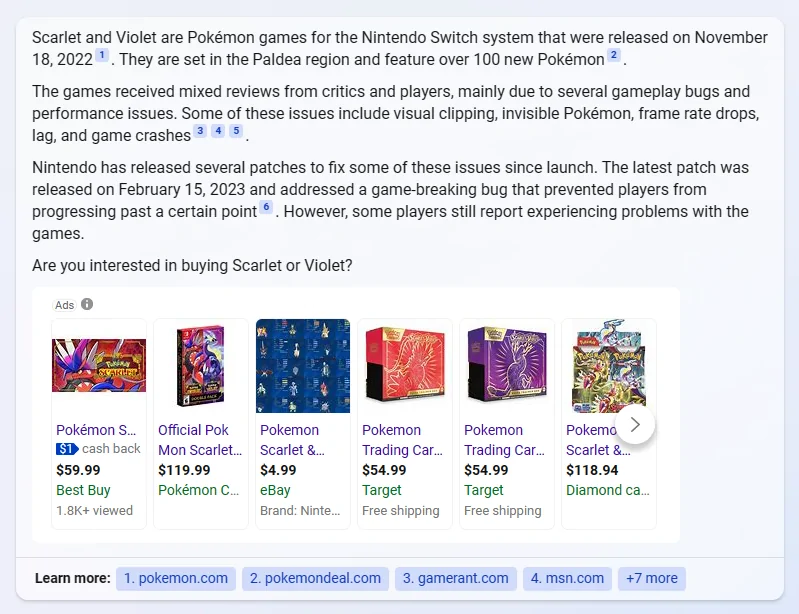 Scarlet and Violet are Pokémon games for the Nintendo Switch system that were released on November
18, 2022 1 . They are set in the Paldea region and feature over 100 new Pokémon 2 .
The games received mixed reviews from critics and players, mainly due to several gameplay bugs and
performance issues. Some of these issues include visual clipping, invisible Pokémon, frame rate drops,
lag, and game crashes 3 4 5 .
Nintendo has released several patches to fix some of these issues since launch. The latest patch was
released on February 15, 2023 and addressed a game-breaking bug that prevented players from
progressing past a certain point 6 . However, some players still report experiencing problems with the
games.
Are you interested in buying Scarlet or Violet?
Ads
Pokémon S...
$1 cash back
$59.99
Best Buy
1.8K+ viewed
Official Pok
Mon Scarlet...
$119.99
Pokémon C...
Pokemon
Scarlet &...
$4.99
eBay
Brand: Ninte...
Pokemon
Trading Car...
$54.99
Target
Free shipping
Pokemon
Trading Car...
$54.99
Target
Free shipping
Pokemo
Scarlet &...
$118.94
Diamond ca...
Learn more: 1. pokemon.com 2. pokemondeal.com 3. gamerant.com 4. msn.com +7 more